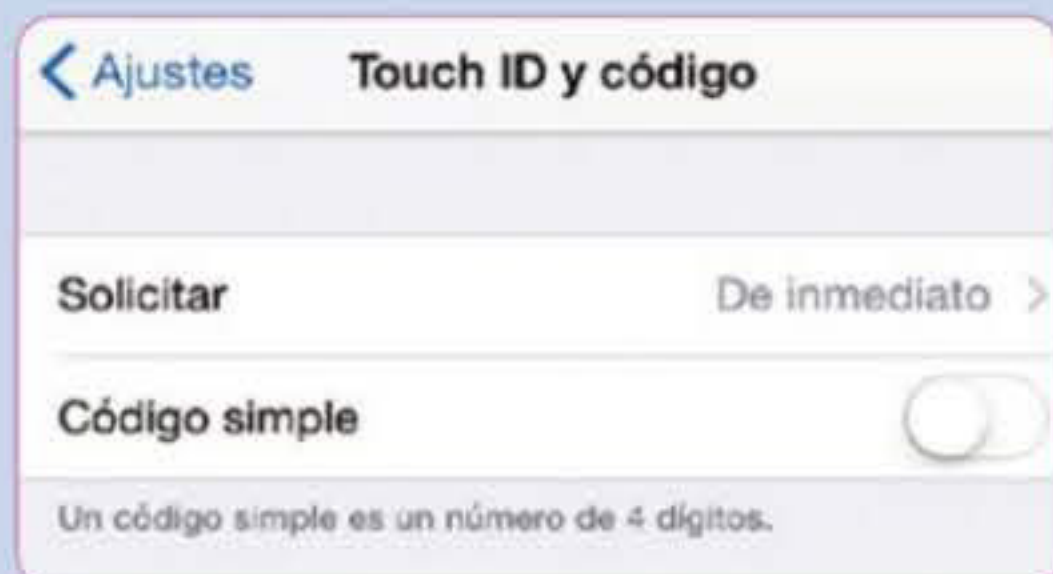 Ajustes Touch ID y código
Solicitar De inmediato
Código simple
Un código simple es un número de 4 dígitos.